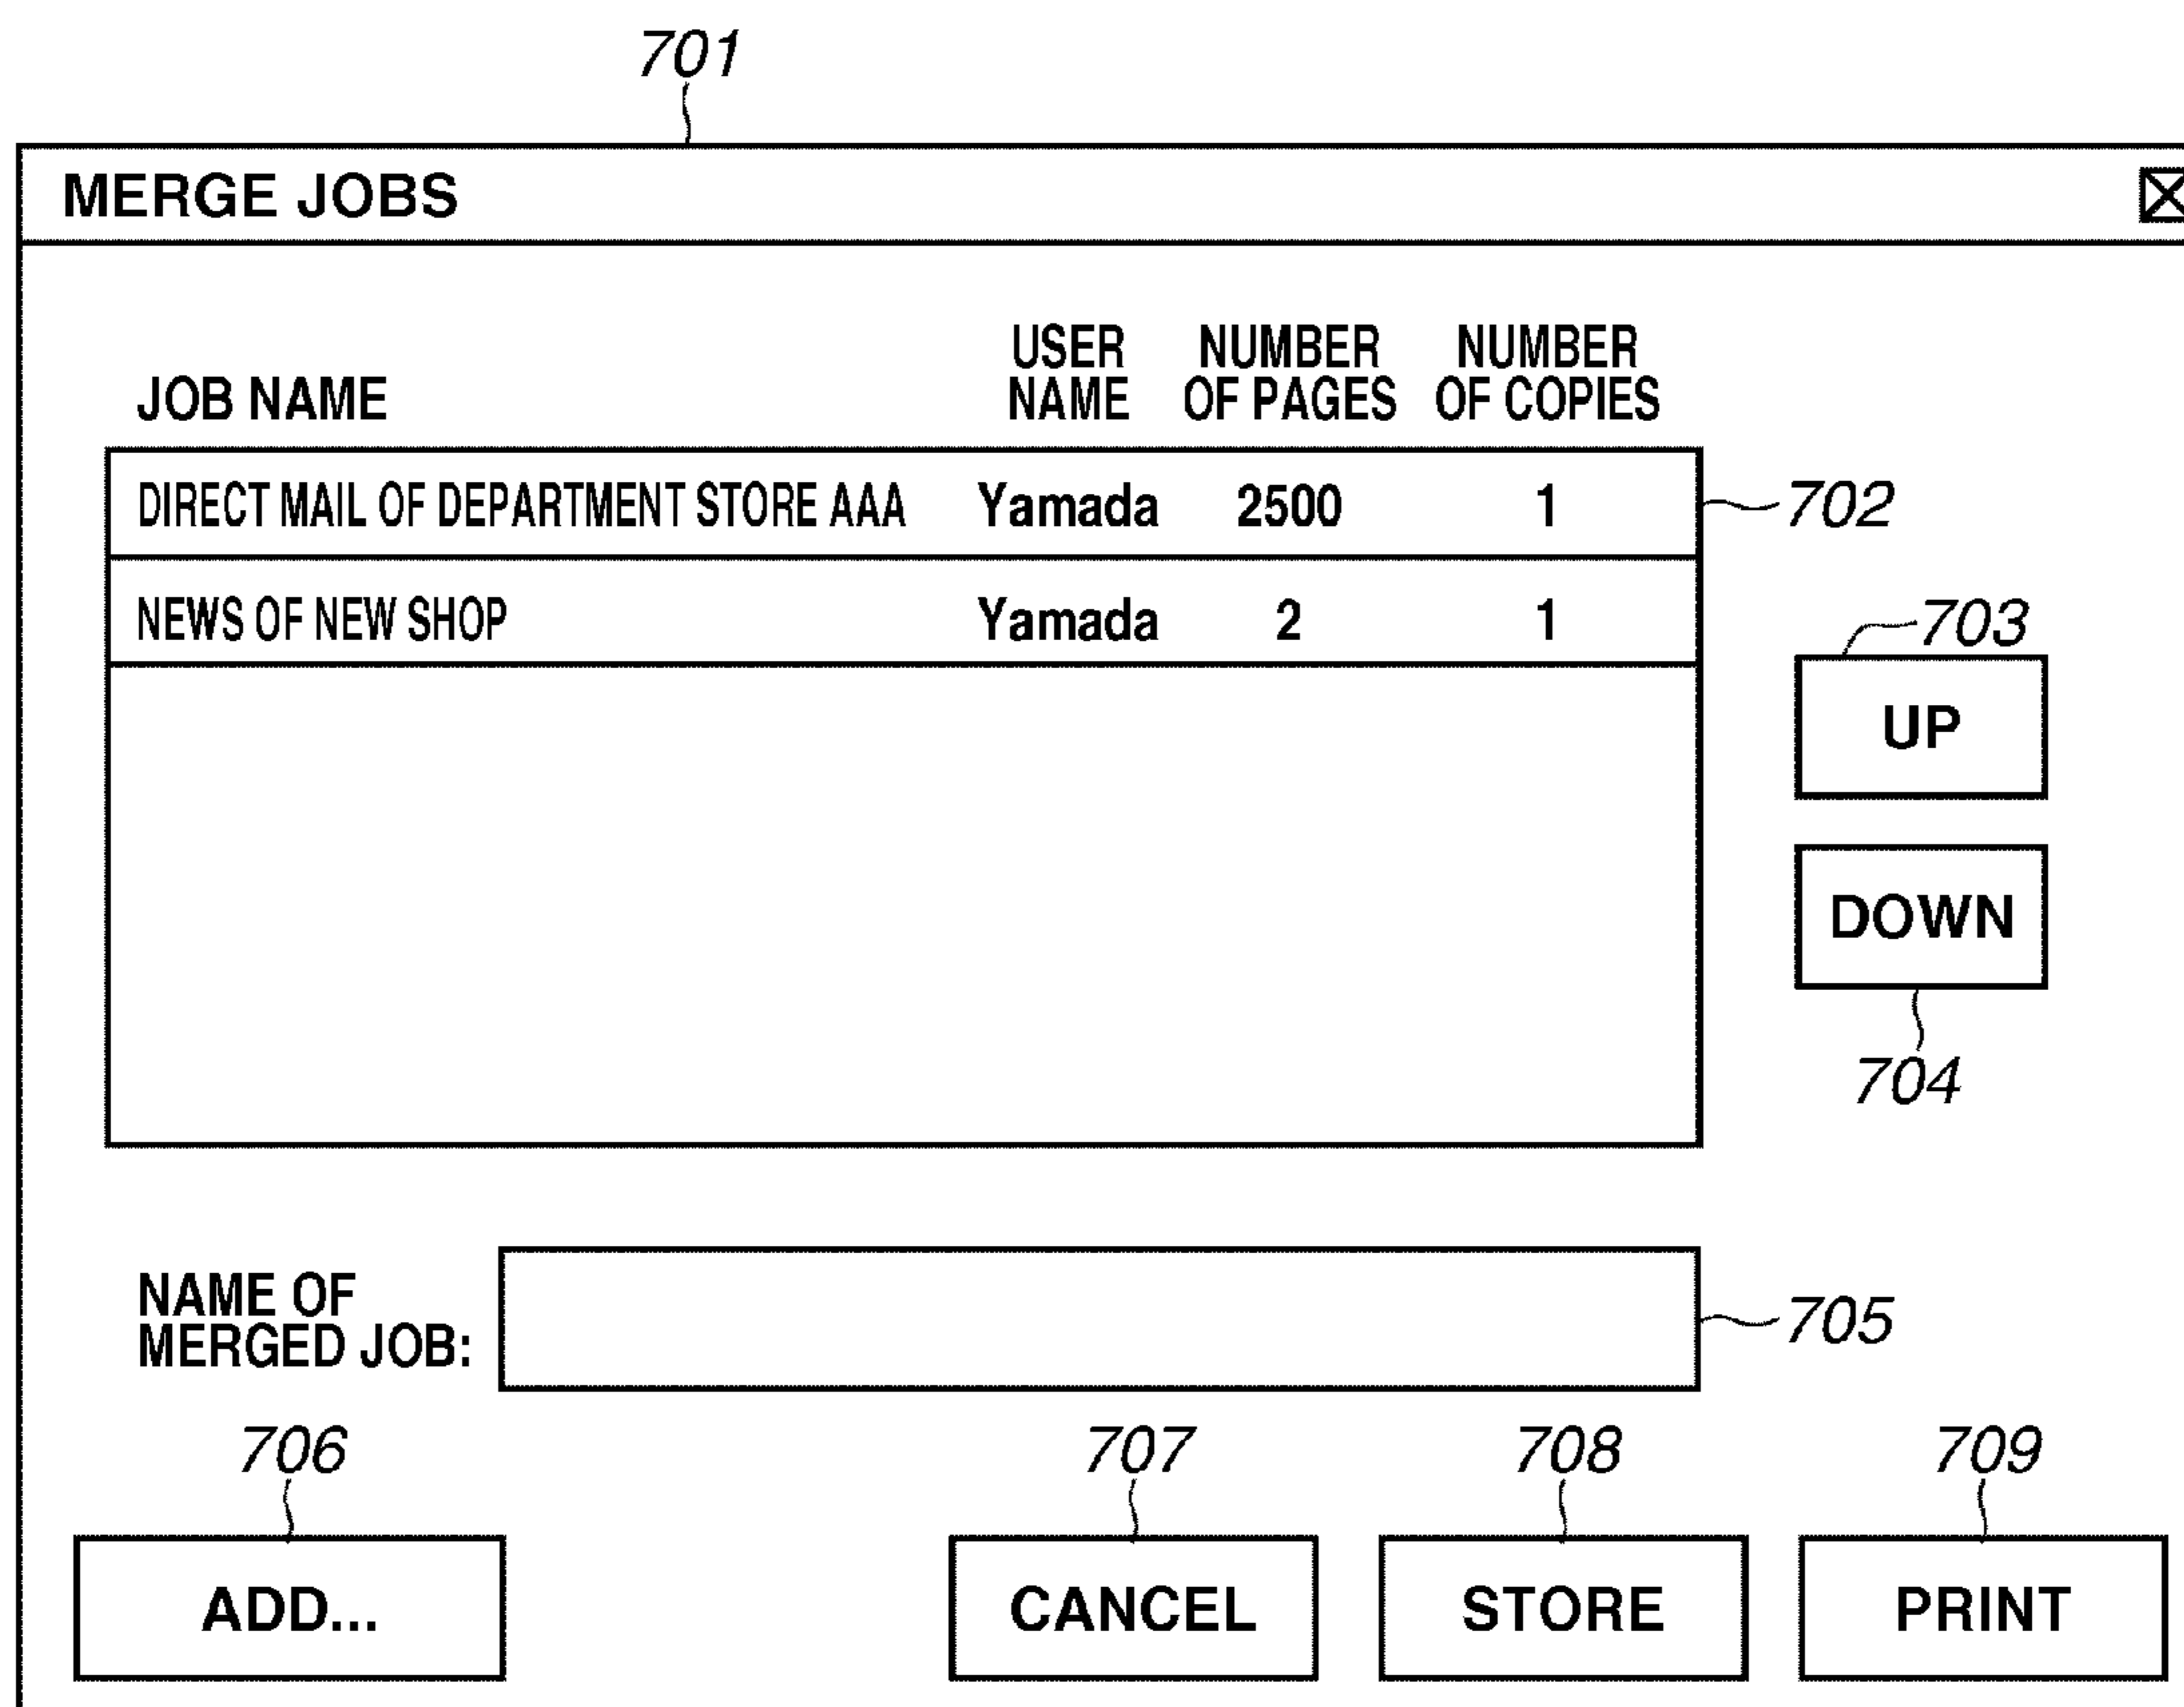 701
MERGE JOBS
JOB NAME
USER
NAME
NUMBER
OF PAGES
NUMBER
OF COPIES
DIRECT MAIL OF DEPARTMENT STORE AAA Yamada 2500 1
702
NEWS OF NEW SHOP Yamada 2 1
703
UP
DOWN
704
NAME OF
MERGED JOB:
705
706
707
708
709
ADD...
CANCEL
STORE
PRINT